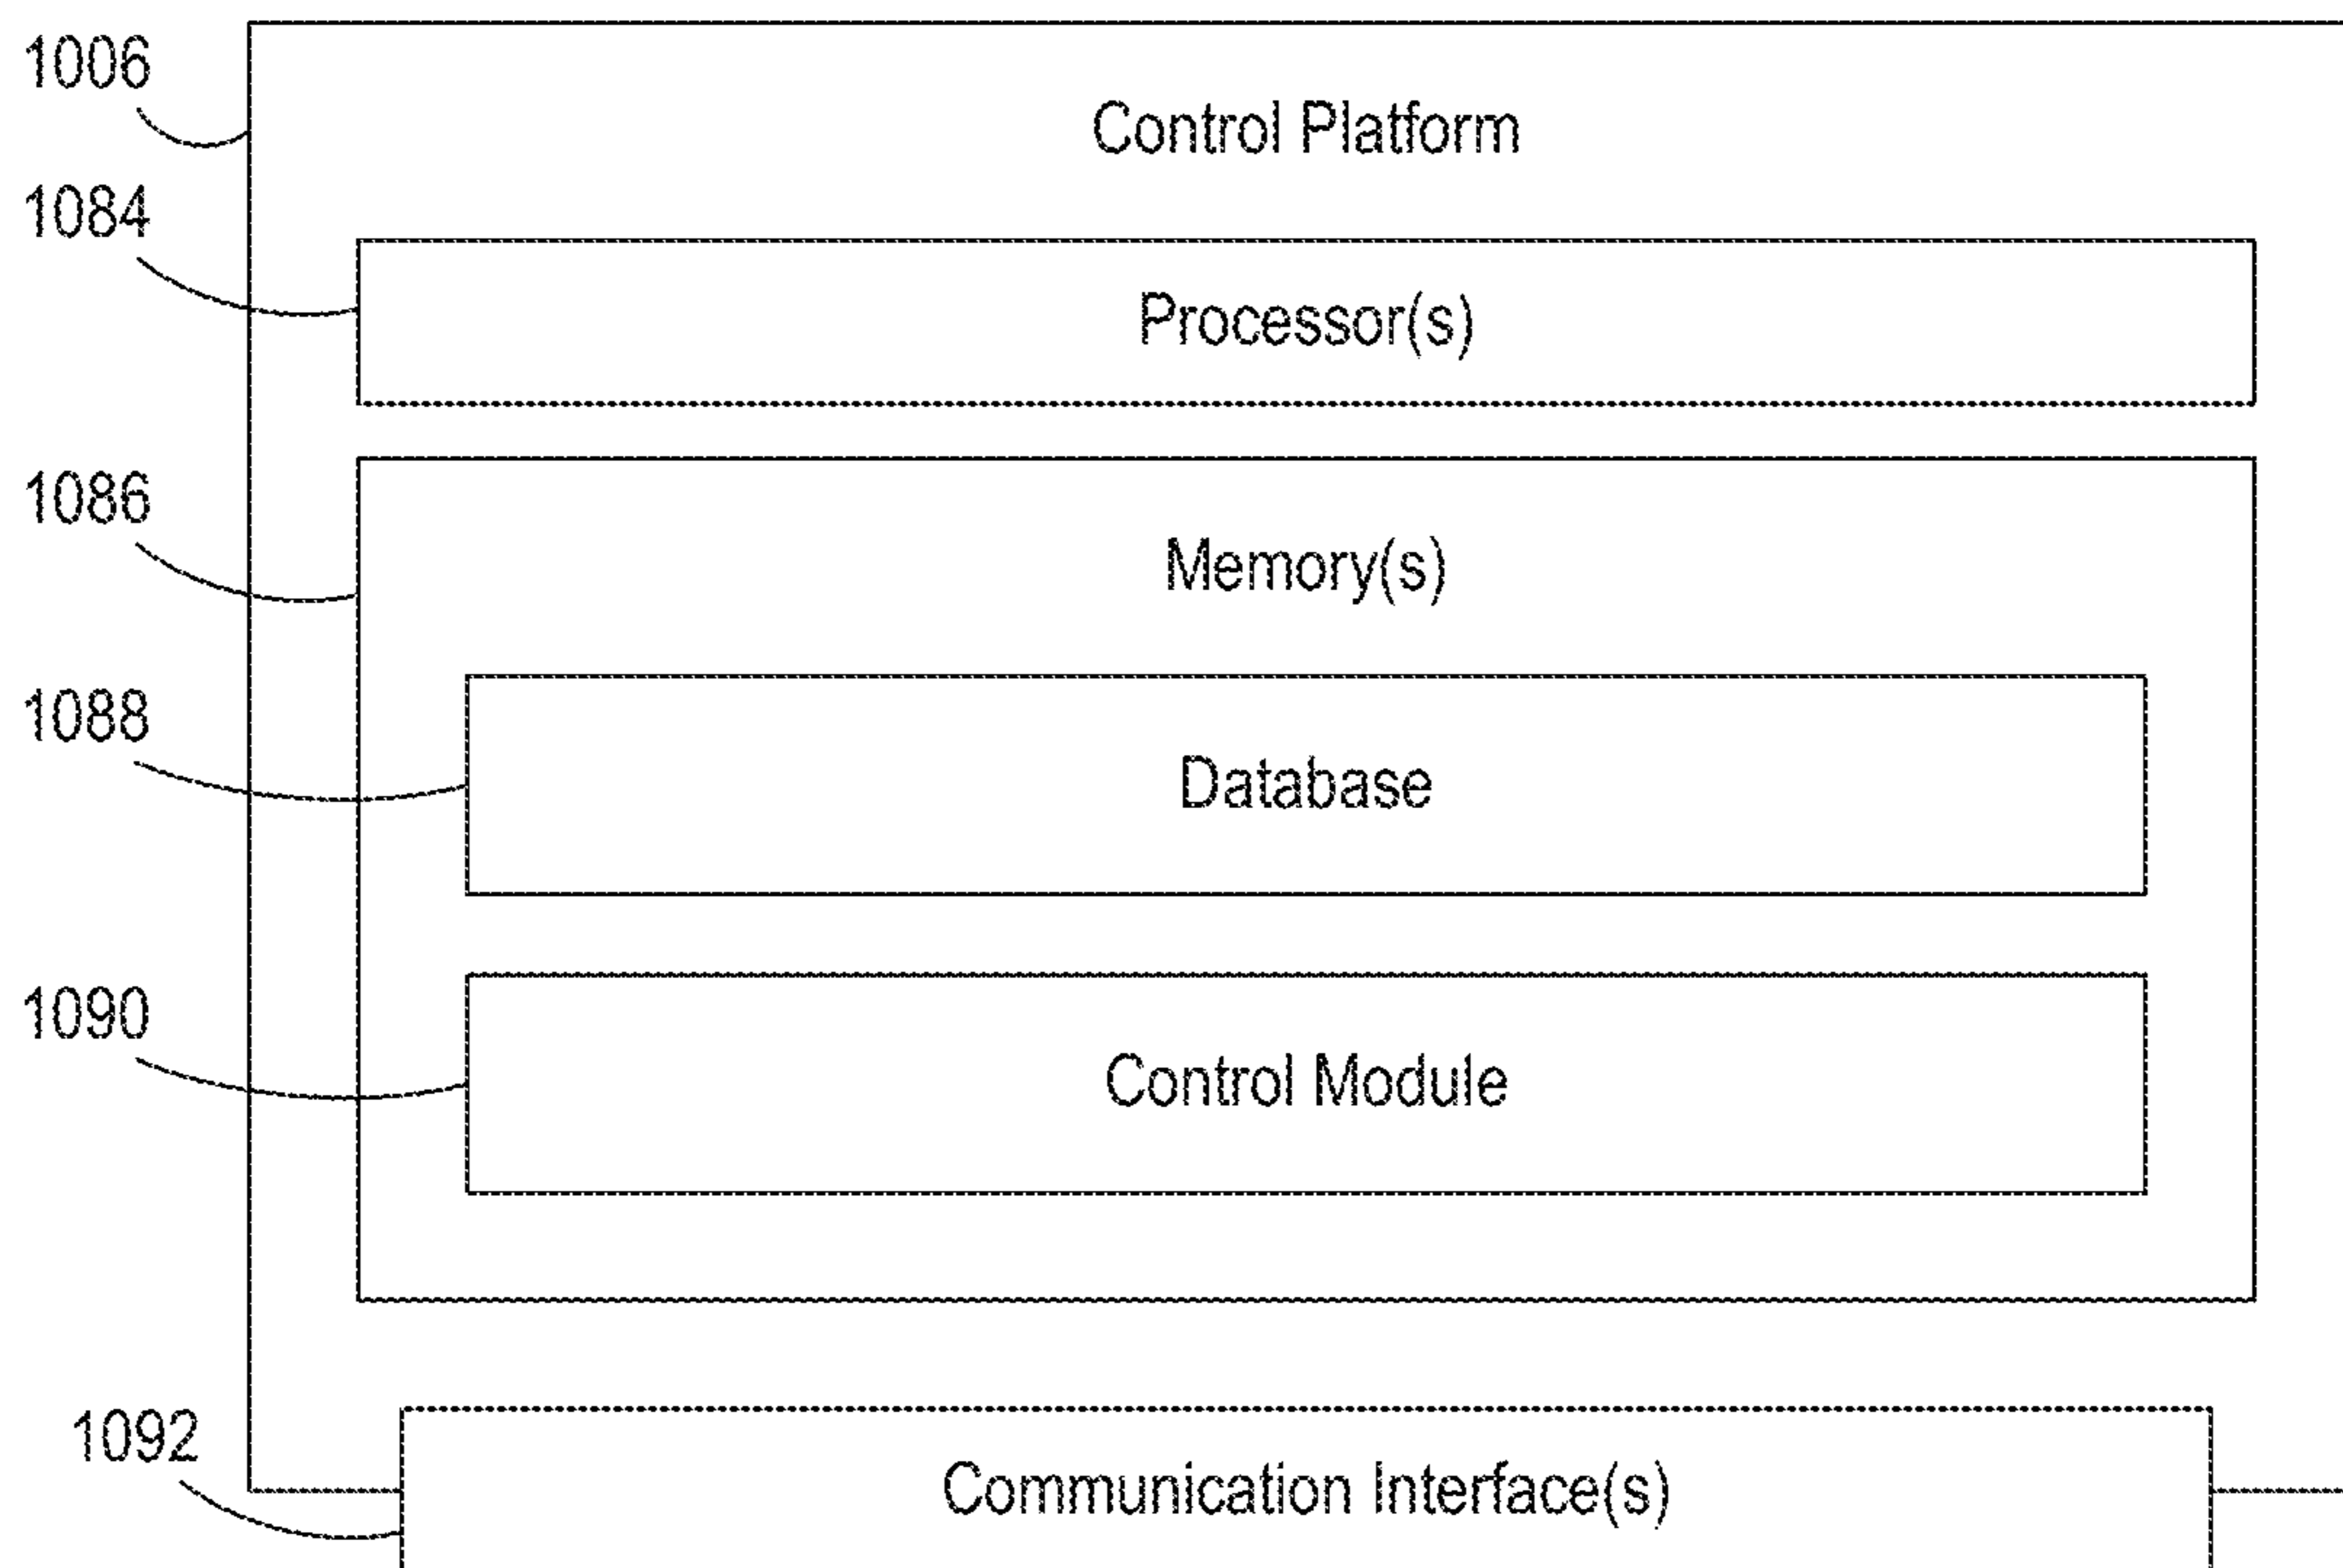 1006
Control Platform
1084
Processor(s)
1086
Memory(s)
1088
Database
1090
Control Module
1092
Communication Interface(s)